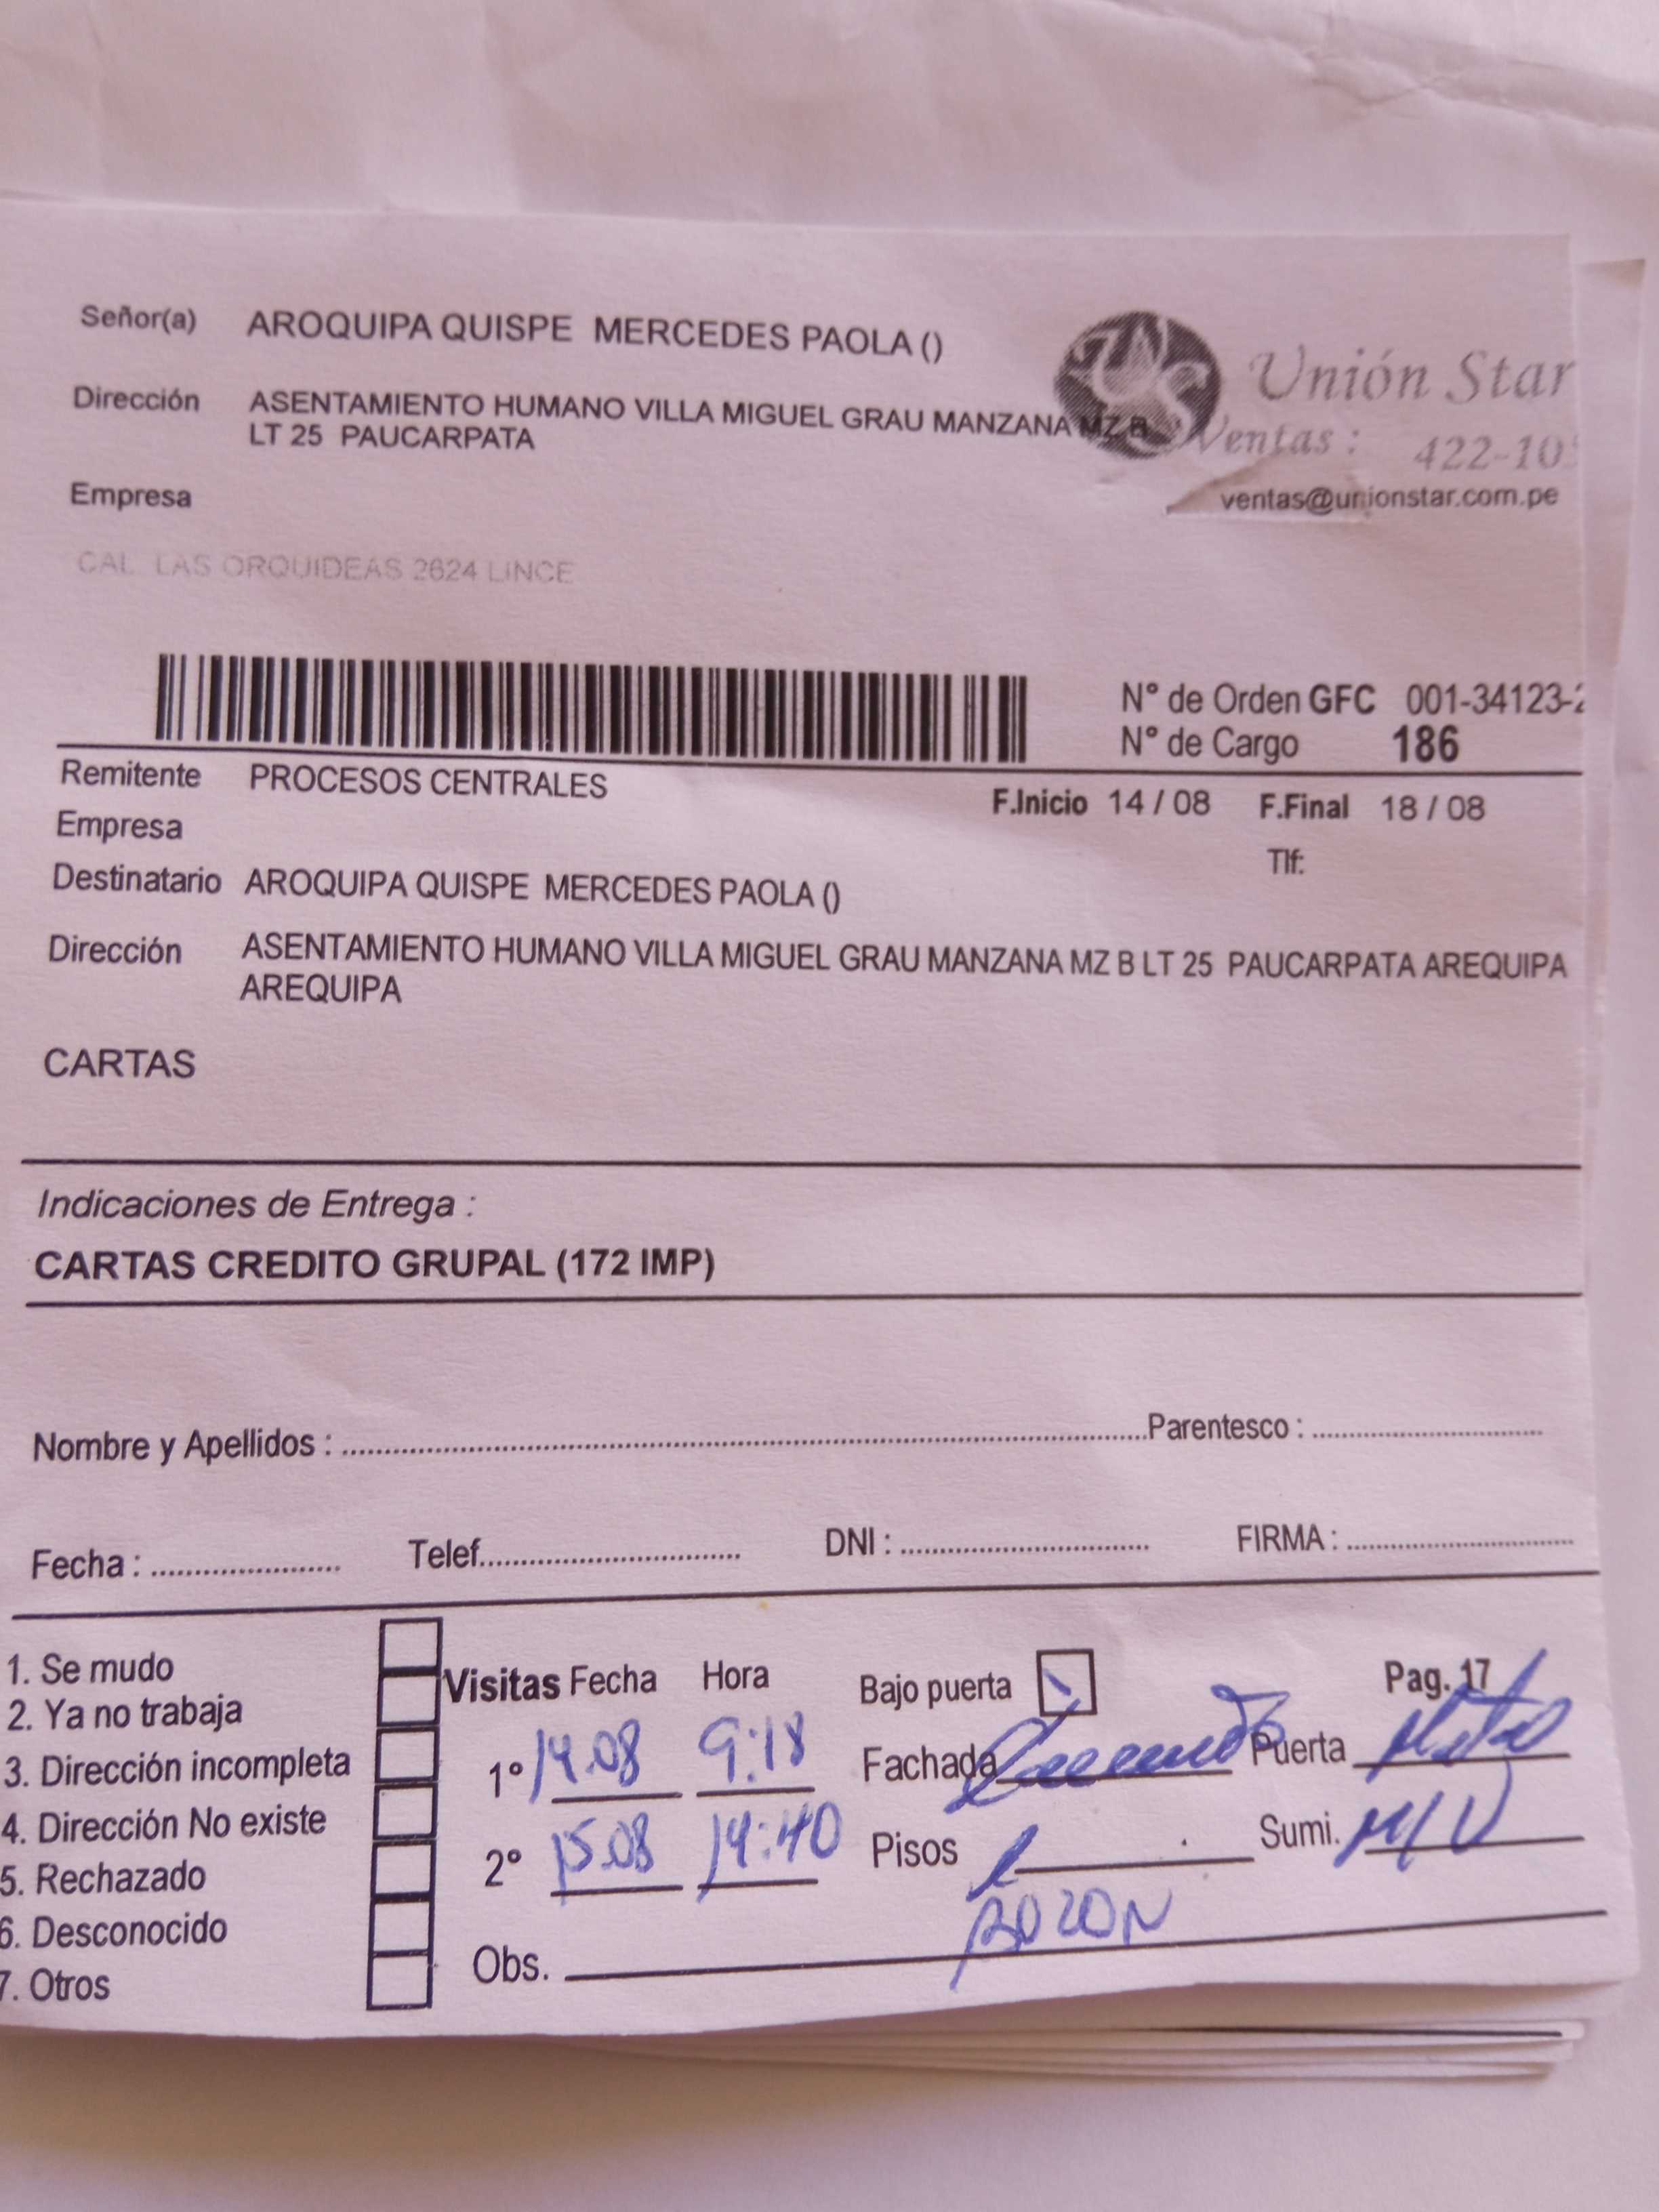 Señor(a) AROQUIPA QUISPE MERCEDES PAOLA ()
Unión Star
Dirección ASENTAMIENTO HUMANO VILLA MIGUEL GRAU MANZANA MZ B
LT 25 PAUCARPATA
Ventas : 422-10
ventas@unionstar.com.pe
Empresa
CAL LAS ORQUIDEAS 2624 LINCE
N° de Orden GFC 001-34123-
N° de Cargo 186
Remitente PROCESOS CENTRALES
F.Inicio 14 / 08 F.Final 18 / 08
Empresa
Tlf:
Destinatario AROQUIPA QUISPE MERCEDES PAOLA ()
Dirección ASENTAMIENTO HUMANO VILLA MIGUEL GRAU MANZANA MZ B LT 25 PAUCARPATA AREQUIPA
AREQUIPA
CARTAS
Indicaciones de Entrega :
CARTAS CREDITO GRUPAL (172 IMP)
Nombre y Apellidos : Parentesco :
Fecha : Telef. DNI : FIRMA :
1. Se mudo
2. Ya no trabaja
3. Dirección incompleta
4. Dirección No existe
5. Rechazado
6. Desconocido
7. Otros
Visitas Fecha Hora
1° 14.08 9:18
2° 15.08 14:40
Bajo puerta
Pag. 17
Fachada
Puerta
Pisos
Sumi.
Obs.